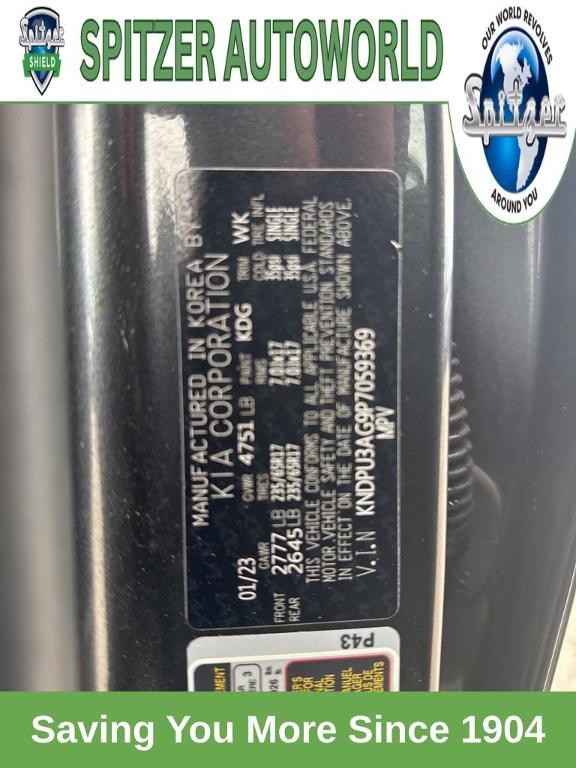 Spitzer
SHIELD
SPITZER AUTOWORLD
OUR WORLD REVOLVES
Spitzer
AROUND YOU
MANUFACTURED IN KOREA BY
KIA CORPORATION
01/23 GVWR 4751 LB PAINT KDG TRIM WK
GAWR TIRES RIMS COLD TIRE INFL
FRONT 2777 LB 235/65R17 7.0Jx17 35psi SINGLE
REAR 2645 LB 235/65R17 7.0Jx17 35psi SINGLE
THIS VEHICLE CONFORMS TO ALL APPLICABLE U.S.A. FEDERAL
MOTOR VEHICLE SAFETY AND THEFT PREVENTION STANDARDS
IN EFFECT ON THE DATE OF MANUFACTURE SHOWN ABOVE.
V.I.N KNDPU3AG9P7059369
MPV
P43
Saving You More Since 1904